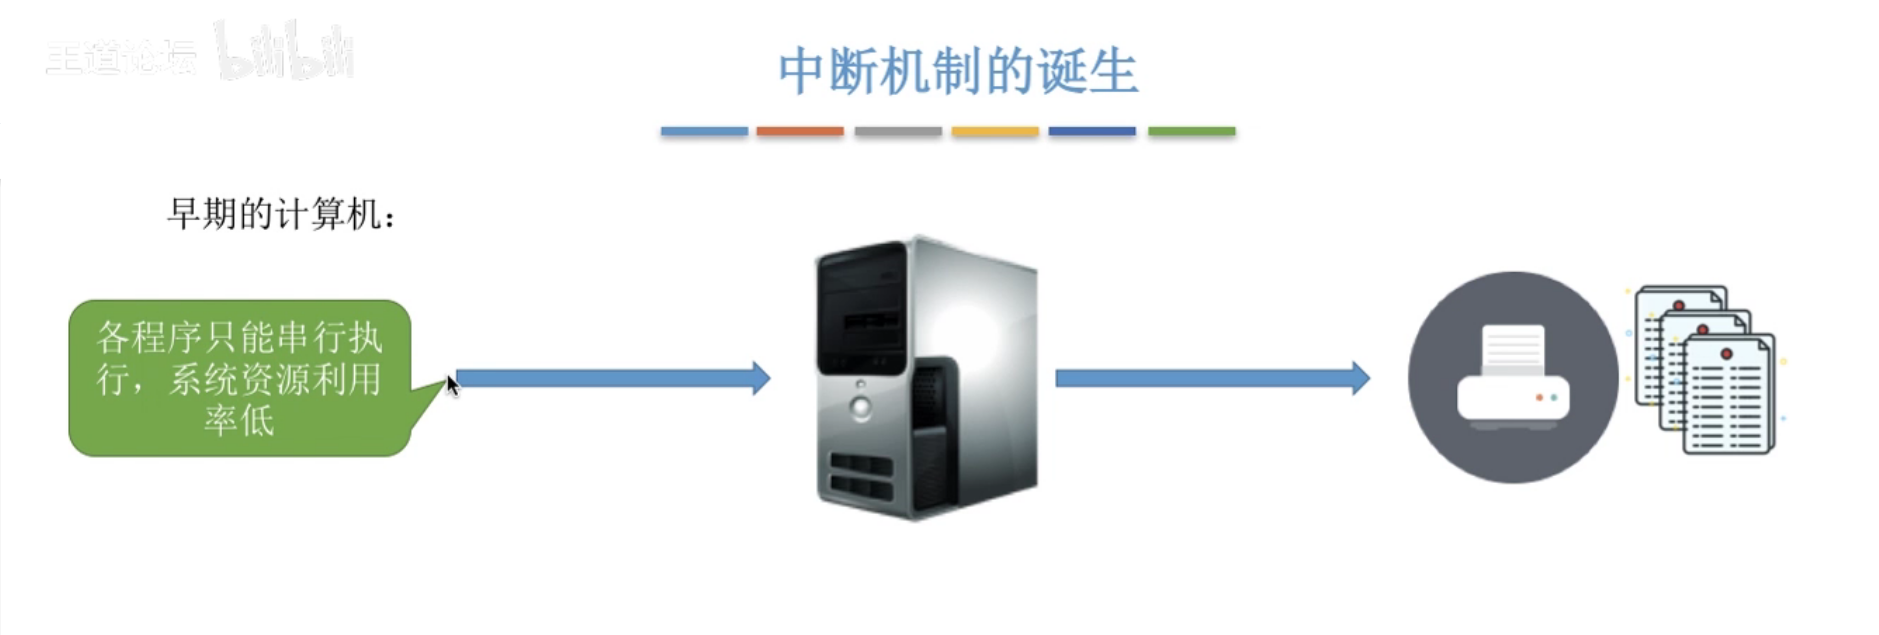 王道论坛 bilibili
中断机制的诞生
早期的计算机：
各程序只能串行执
行，系统资源利用
率低